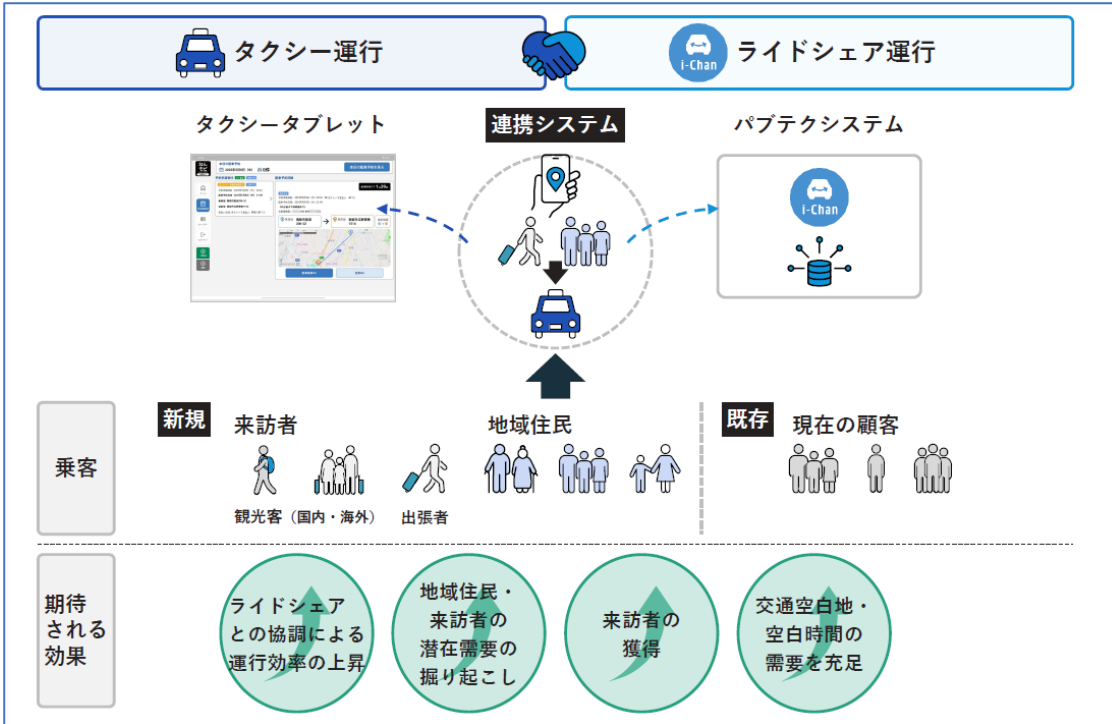 タクシー運行
i-Chan
ライドシェア運行
タクシータブレット
連携システム
パブテクシステム
i-Chan
乗客
新規
来訪者
地域住民
既存
現在の顧客
観光客（国内・海外）
出張者
期待
される
効果
ライドシェア
との協調による
運行効率の上昇
地域住民・
来訪者の
潜在需要の
掘り起こし
来訪者の
獲得
交通空白地・
空白時間の
需要を充足